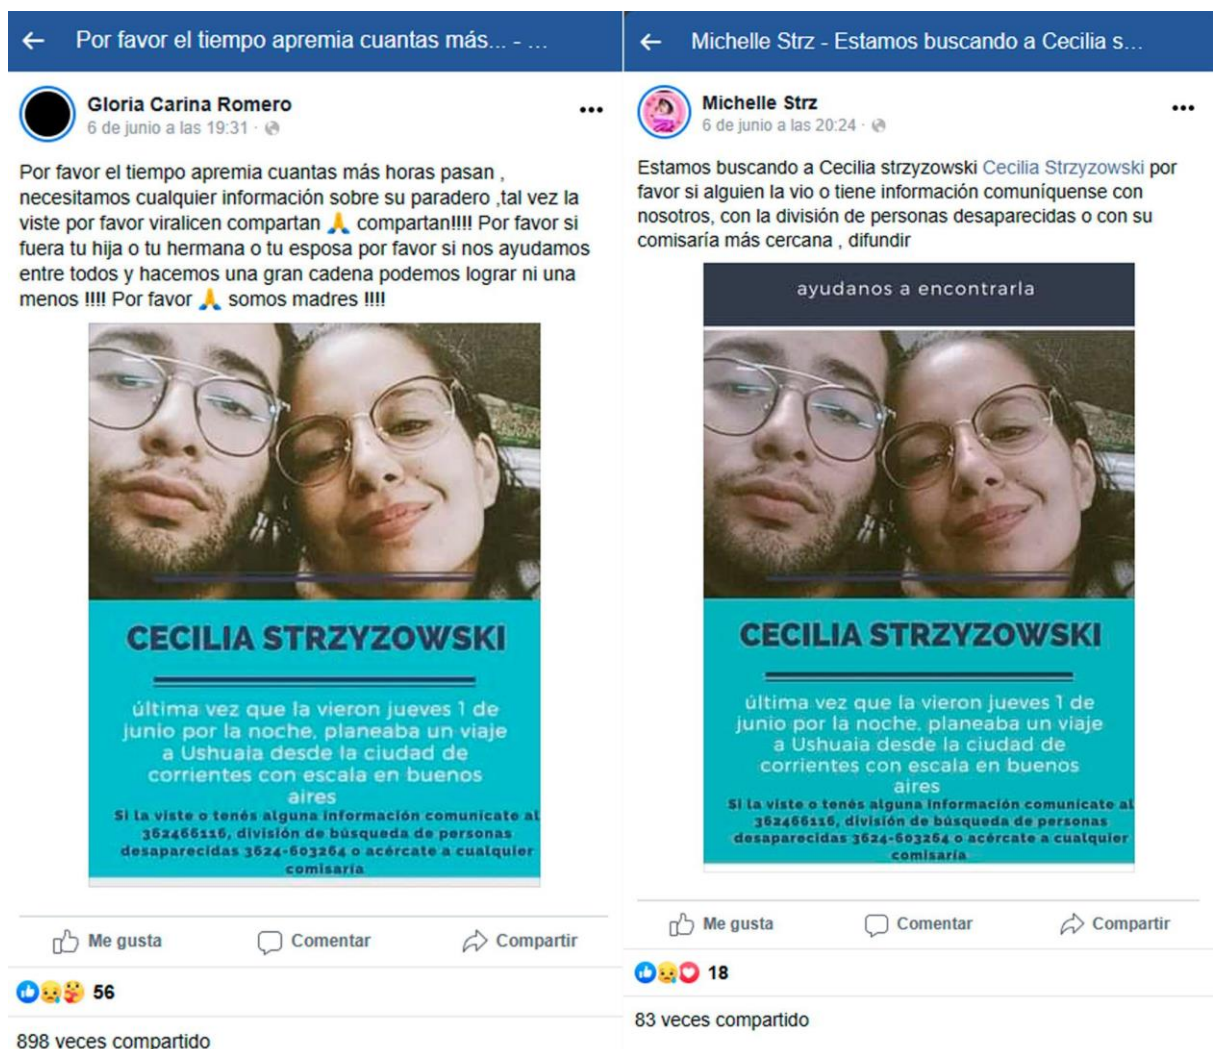 Por favor el tiempo apremia cuantas más... - ...
Gloria Carina Romero
6 de junio a las 19:31 ·
Por favor el tiempo apremia cuantas más horas pasan ,
necesitamos cualquier información sobre su paradero ,tal vez la
viste por favor viralicen compartan 🙏 compartan!!!! Por favor si
fuera tu hija o tu hermana o tu esposa por favor si nos ayudamos
entre todos y hacemos una gran cadena podemos lograr ni una
menos !!!! Por favor 🙏 somos madres !!!!
CECILIA STRZYZOWSKI
última vez que la vieron jueves 1 de
junio por la noche, planeaba un viaje
a Ushuaia desde la ciudad de
corrientes con escala en buenos
aires
Si la viste o tenés alguna información comunicate al
362466116, división de búsqueda de personas
desaparecidas 3624-603264 o acércate a cualquier
comisaría
Me gusta
Comentar
Compartir
56
898 veces compartido
Michelle Strz - Estamos buscando a Cecilia s...
Michelle Strz
6 de junio a las 20:24 ·
Estamos buscando a Cecilia strzyzowski Cecilia Strzyzowski por
favor si alguien la vio o tiene información comuníquense con
nosotros, con la división de personas desaparecidas o con su
comisaría más cercana , difundir
ayudanos a encontrarla
CECILIA STRZYZOWSKI
última vez que la vieron jueves 1 de
junio por la noche, planeaba un viaje
a Ushuaia desde la ciudad de
corrientes con escala en buenos
aires
Si la viste o tenés alguna información comunicate al
362466116, división de búsqueda de personas
desaparecidas 3624-603264 o acércate a cualquier
comisaría
Me gusta
Comentar
Compartir
18
83 veces compartido